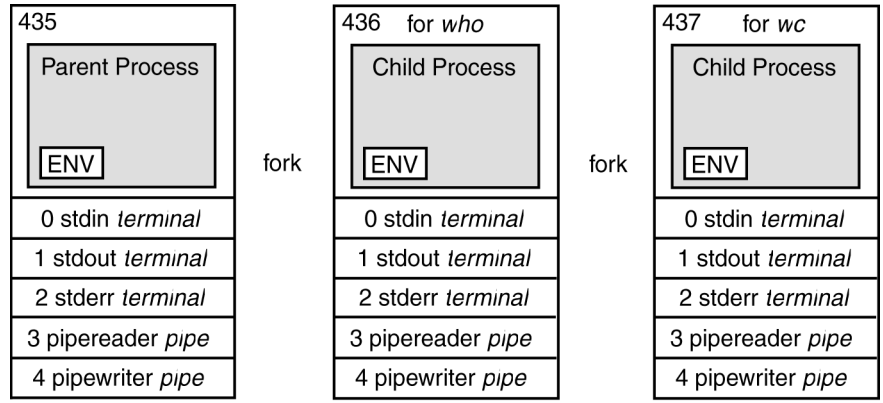 435
Parent Process
ENV
0 stdin terminal
1 stdout terminal
2 stderr terminal
3 pipereader pipe
4 pipewriter pipe
fork
436 for who
Child Process
ENV
0 stdin terminal
1 stdout terminal
2 stderr terminal
3 pipereader pipe
4 pipewriter pipe
fork
437 for wc
Child Process
ENV
0 stdin terminal
1 stdout terminal
2 stderr terminal
3 pipereader pipe
4 pipewriter pipe